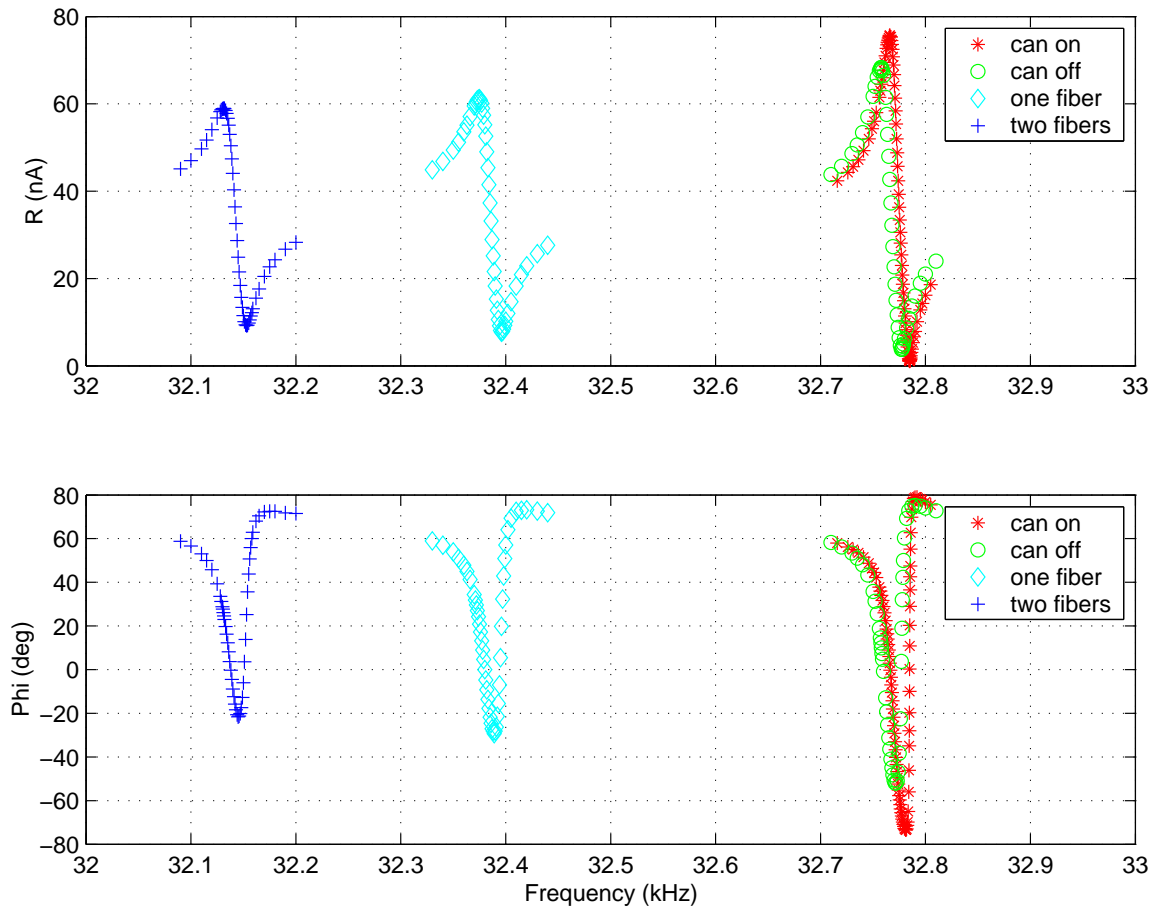 80
60
40
20
0
R (nA)
32 32.1 32.2 32.3 32.4 32.5 32.6 32.7 32.8 32.9 33
can on
can off
one fiber
two fibers
80
60
40
20
0
−20
−40
−60
−80
Phi (deg)
32 32.1 32.2 32.3 32.4 32.5 32.6 32.7 32.8 32.9 33
Frequency (kHz)
can on
can off
one fiber
two fibers